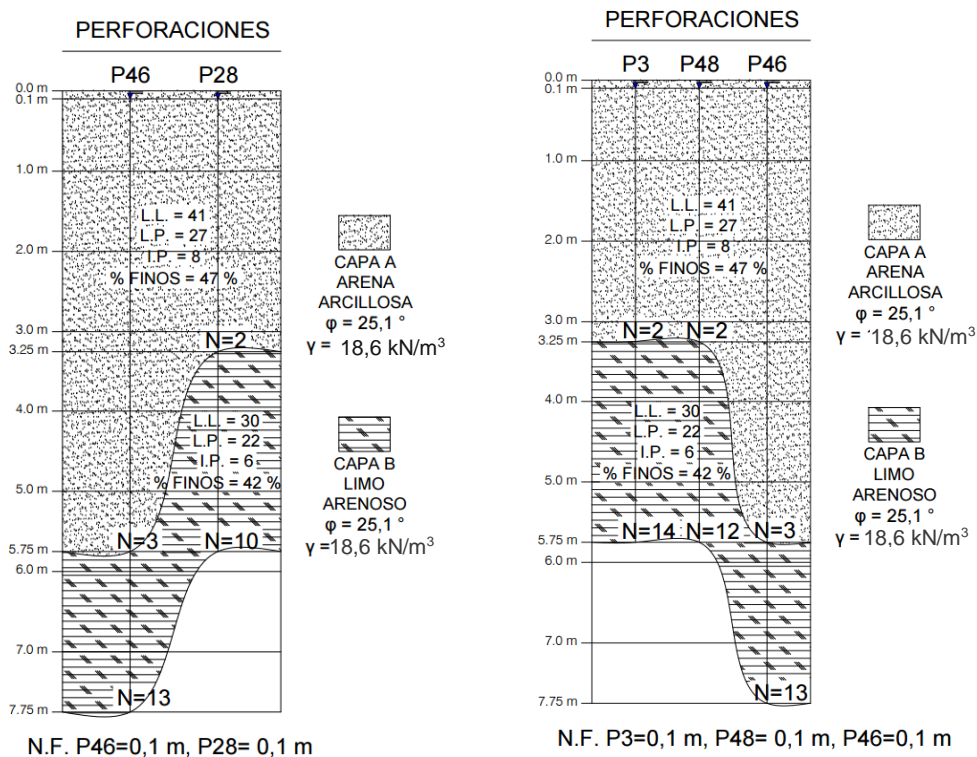 PERFORACIONES
P46 P28
0.0 m
0.1 m
1.0 m
2.0 m
3.0 m
3.25 m
4.0 m
5.0 m
5.75 m
6.0 m
7.0 m
7.75 m
L.L. = 41
L.P. = 27
I.P. = 8
% FINOS = 47 %
N=2
L.L. = 30
L.P. = 22
I.P. = 6
% FINOS = 42 %
N=3 N=10
N=13
CAPA A
ARENA
ARCILLOSA
φ = 25,1 °
γ = 18,6 kN/m³
CAPA B
LIMO
ARENOSO
φ = 25,1 °
γ =18,6 kN/m³
N.F. P46=0,1 m, P28= 0,1 m
PERFORACIONES
P3 P48 P46
0.0 m
0.1 m
1.0 m
2.0 m
3.0 m
3.25 m
4.0 m
5.0 m
5.75 m
6.0 m
7.0 m
7.75 m
L.L. = 41
L.P. = 27
I.P. = 8
% FINOS = 47 %
N=2 N=2
L.L. = 30
L.P. = 22
I.P. = 6
% FINOS = 42 %
N=14 N=12 N=3
N=13
CAPA A
ARENA
ARCILLOSA
φ = 25,1 °
γ = 18,6 kN/m³
CAPA B
LIMO
ARENOSO
φ = 25,1 °
γ = 18,6 kN/m³
N.F. P3=0,1 m, P48= 0,1 m, P46=0,1 m